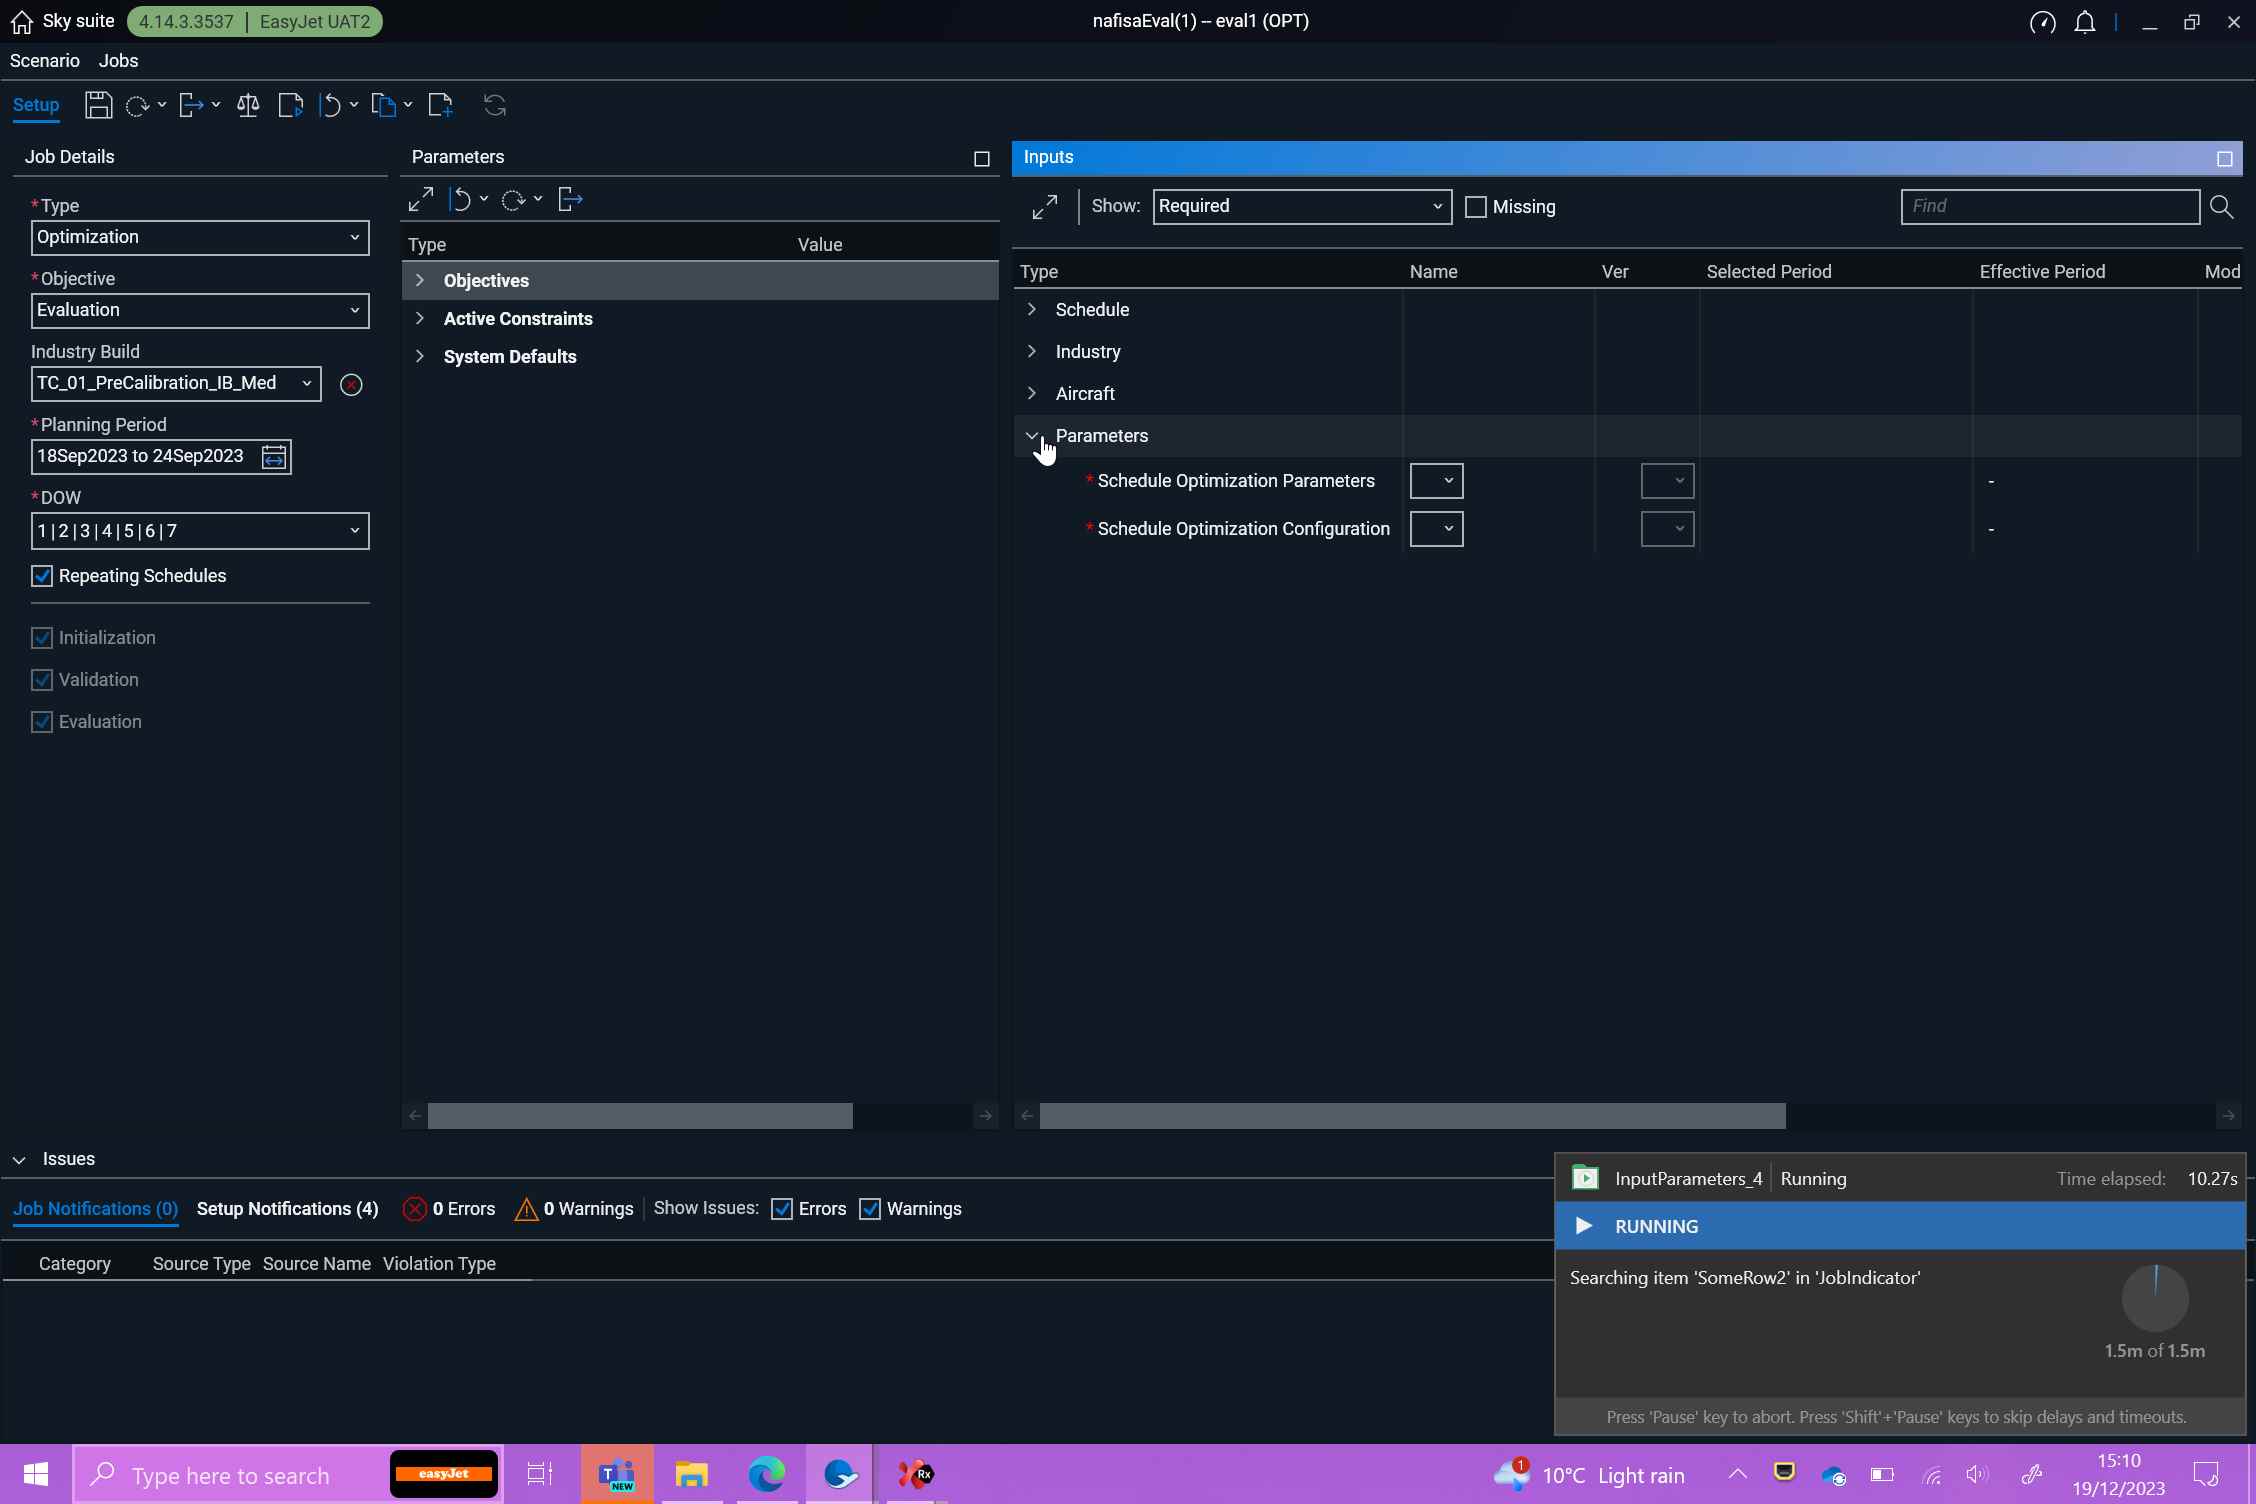 Sky suite 4.14.3.3537 | EasyJet UAT2 nafisaEval(1) -- eval1 (OPT)
Scenario Jobs
Setup
Job Details
*Type
Optimization
*Objective
Evaluation
Industry Build
TC_01_PreCalibration_IB_Med
*Planning Period
18Sep2023 to 24Sep2023
*DOW
1|2|3|4|5|6|7
Repeating Schedules
Initialization
Validation
Evaluation
Parameters
Type Value
Objectives
Active Constraints
System Defaults
Inputs
Show: Required Missing Find
Type Name Ver Selected Period Effective Period Mod
Schedule
Industry
Aircraft
Parameters
* Schedule Optimization Parameters -
* Schedule Optimization Configuration -
Issues
Job Notifications (0) Setup Notifications (4) 0 Errors 0 Warnings Show Issues: Errors Warnings
Category Source Type Source Name Violation Type
InputParameters_4 Running Time elapsed: 10.27s
RUNNING
Searching item 'SomeRow2' in 'JobIndicator'
1.5m of 1.5m
Press 'Pause' key to abort. Press 'Shift'+'Pause' keys to skip delays and timeouts.
Type here to search easyJet T NEW Rx 1 10°C Light rain 15:10
19/12/2023